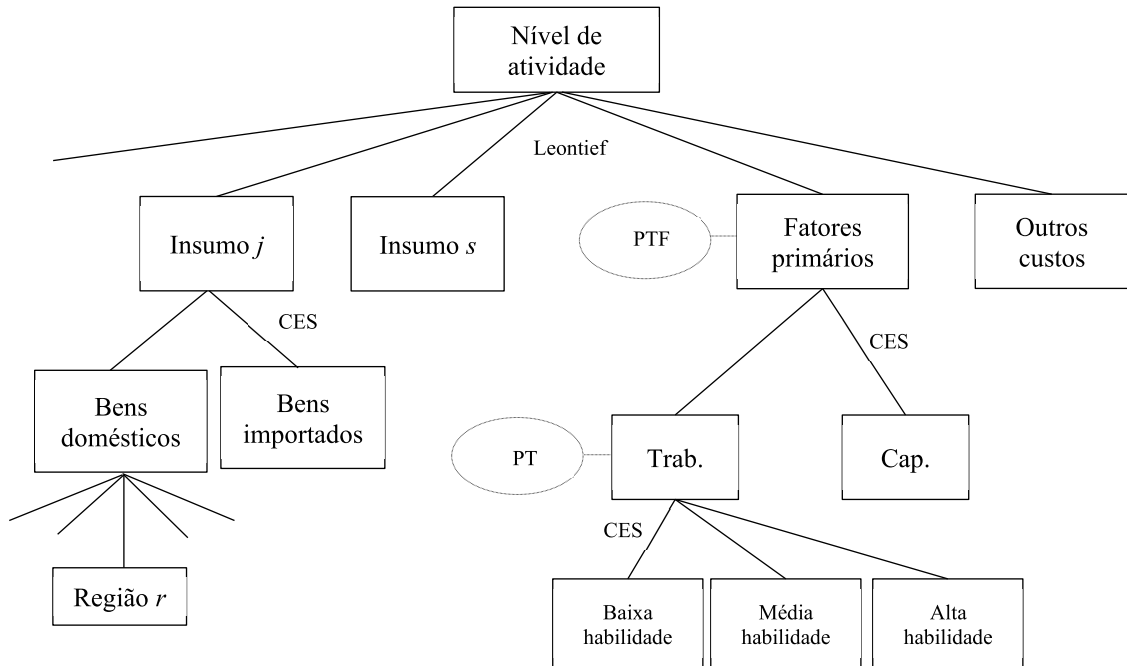 Nível de
atividade
Leontief
Insumo j
Insumo s
PTF
Fatores
primários
Outros
custos
CES
CES
Bens
domésticos
Bens
importados
PT
Trab.
Cap.
CES
Região r
Baixa
habilidade
Média
habilidade
Alta
habilidade